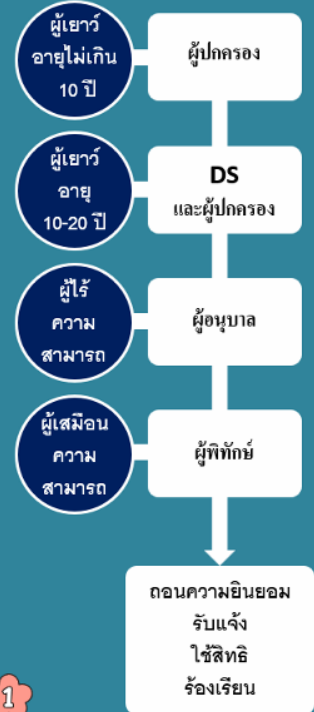 ผู้เยาว์
อายุไม่เกิน
10 ปี
ผู้ปกครอง
ผู้เยาว์
อายุ
10-20 ปี
DS
และผู้ปกครอง
ผู้ไร้
ความ
สามารถ
ผู้อนุบาล
ผู้เสมือน
ความ
สามารถ
ผู้พิทักษ์
ถอนความยินยอม
รับแจ้ง
ใช้สิทธิ
ร้องเรียน
1